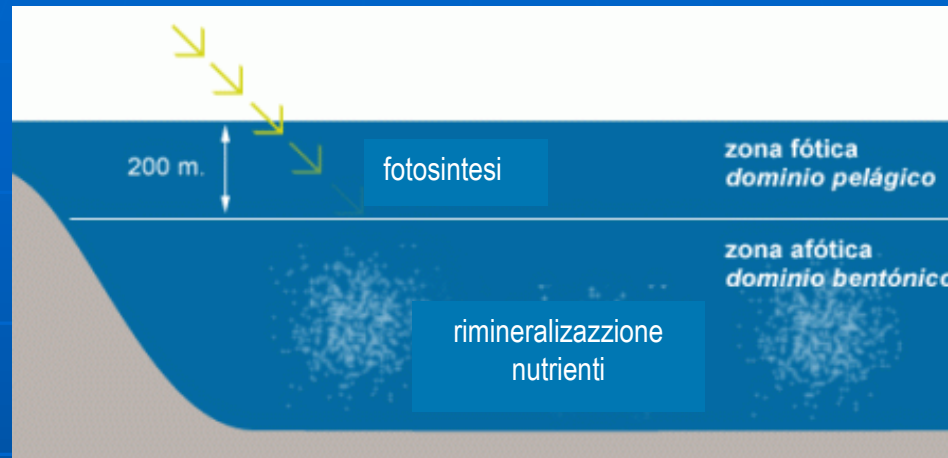 200 m.
fotosintesi
zona fótica
dominio pelágico
zona afótica
dominio bentónico
rimineralizazzione
nutrienti